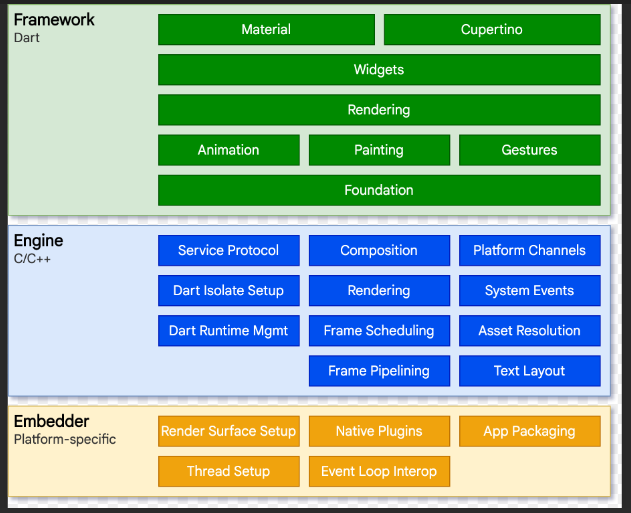 Framework
Dart
Material
Cupertino
Widgets
Rendering
Animation
Painting
Gestures
Foundation
Engine
C/C++
Service Protocol
Composition
Platform Channels
Dart Isolate Setup
Rendering
System Events
Dart Runtime Mgmt
Frame Scheduling
Asset Resolution
Frame Pipelining
Text Layout
Embedder
Platform-specific
Render Surface Setup
Native Plugins
App Packaging
Thread Setup
Event Loop Interop